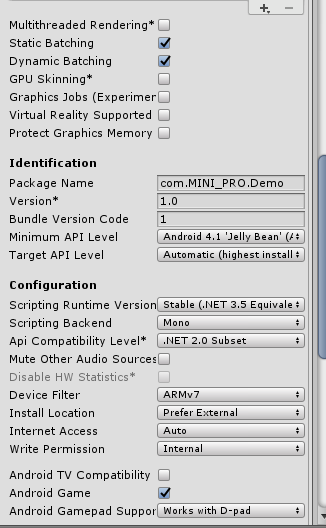 Multithreaded Rendering*
Static Batching
Dynamic Batching
GPU Skinning*
Graphics Jobs (Experimer
Virtual Reality Supported
Protect Graphics Memory
Identification
Package Name com.MINI_PRO.Demo
Version* 1.0
Bundle Version Code 1
Minimum API Level Android 4.1 'Jelly Bean' (A
Target API Level Automatic (highest install
Configuration
Scripting Runtime Version Stable (.NET 3.5 Equivale
Scripting Backend Mono
Api Compatibility Level* .NET 2.0 Subset
Mute Other Audio Sources
Disable HW Statistics*
Device Filter ARMv7
Install Location Prefer External
Internet Access Auto
Write Permission Internal
Android TV Compatibility
Android Game
Android Gamepad Suppor Works with D-pad